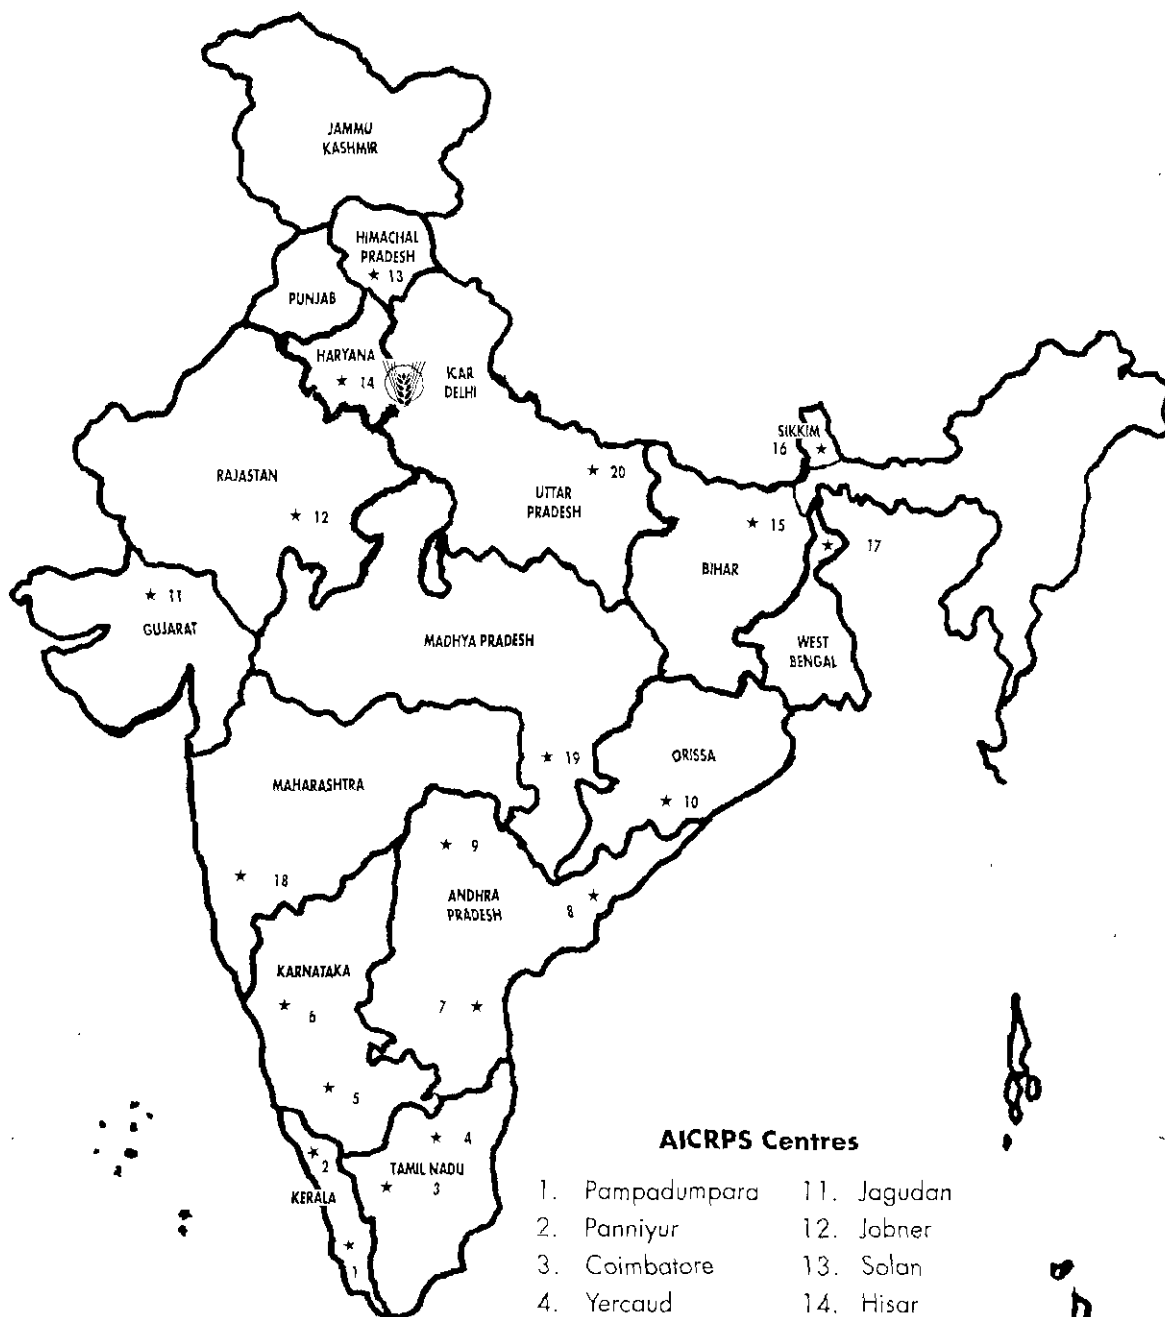 JAMMU
KASHMIR
HIMACHAL
PRADESH
★ 13
PUNJAB
HARYANA
★ 14
ICAR
DELHI
SIKKIM
16 ★
RAJASTAN
★ 20
UTTAR
PRADESH
★ 12
★ 15
★ 17
BIHAR
★ 11
GUJARAT
MADHYA PRADESH
WEST
BENGAL
★ 19
ORISSA
MAHARASHTRA
★ 10
★ 9
★ 18
ANDHRA
PRADESH
8 ★
KARNATAKA
★ 6
7 ★
★ 5
★ 4
★ 2
TAMIL NADU
★ 3
KERALA
★ 1
AICRPS Centres
1. Pampadumpara 11. Jagudan
2. Panniyur 12. Jobner
3. Coimbatore 13. Solan
4. Yercaud 14. Hisar